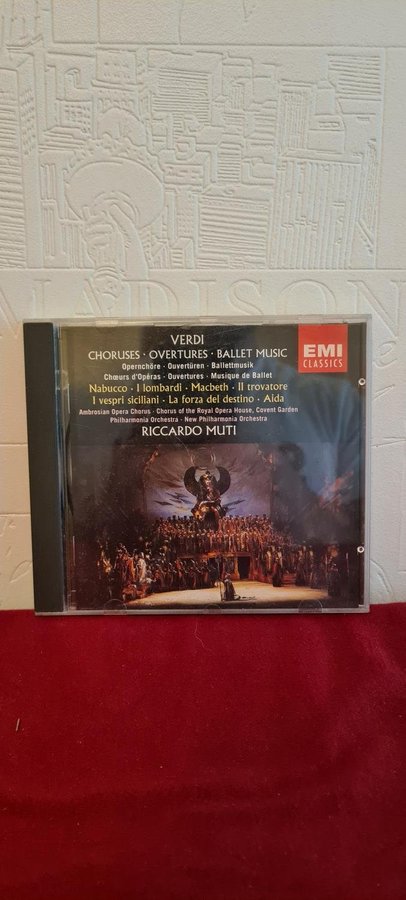 MADISON
VERDI
CHORUSES · OVERTURES · BALLET MUSIC
Opernchöre · Ouvertüren · Ballettmusik
Chœurs d'Opéras · Ouvertures · Musique de Ballet
Nabucco · I lombardi · Macbeth · Il trovatore
I vespri siciliani · La forza del destino · Aida
Ambrosian Opera Chorus · Chorus of the Royal Opera House, Covent Garden
Philharmonia Orchestra · New Philharmonia Orchestra
RICCARDO MUTI
EMI
CLASSICS